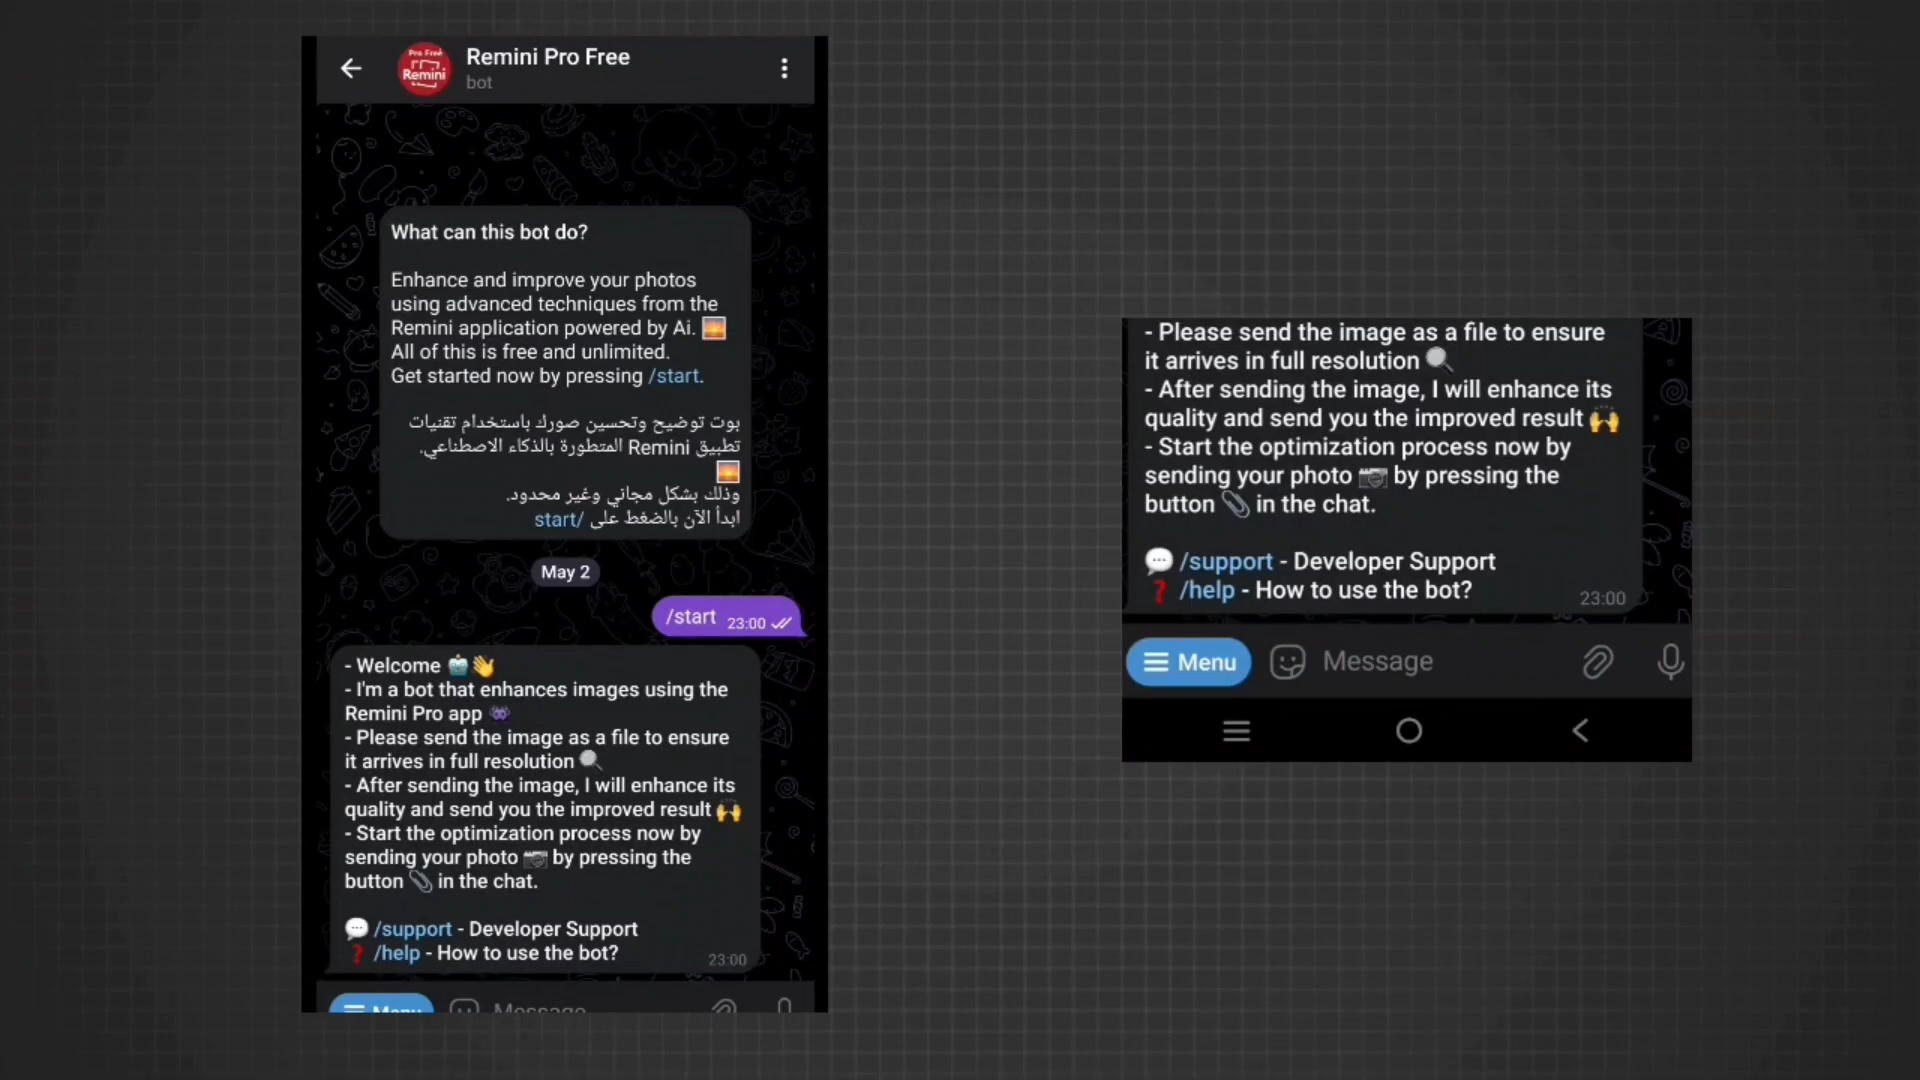 Pro Free
Remini
Remini Pro Free
bot
What can this bot do?
Enhance and improve your photos
using advanced techniques from the
Remini application powered by Ai. 🌅
All of this is free and unlimited.
Get started now by pressing /start.
بوت توضيح وتحسين صورك باستخدام تقنيات
تطبيق Remini المتطورة بالذكاء الاصطناعي.
🌅
وذلك بشكل مجاني وغير محدود.
ابدأ الآن بالضغط على /start
May 2
/start 23:00
- Welcome 🤖👋
- I'm a bot that enhances images using the
Remini Pro app 👾
- Please send the image as a file to ensure
it arrives in full resolution 🔍
- After sending the image, I will enhance its
quality and send you the improved result 🙌
- Start the optimization process now by
sending your photo 📷 by pressing the
button 📎 in the chat.
💬 /support - Developer Support
❓ /help - How to use the bot?
23:00
Menu Message
- Please send the image as a file to ensure
it arrives in full resolution 🔍
- After sending the image, I will enhance its
quality and send you the improved result 🙌
- Start the optimization process now by
sending your photo 📷 by pressing the
button 📎 in the chat.
💬 /support - Developer Support
❓ /help - How to use the bot?
23:00
Menu Message